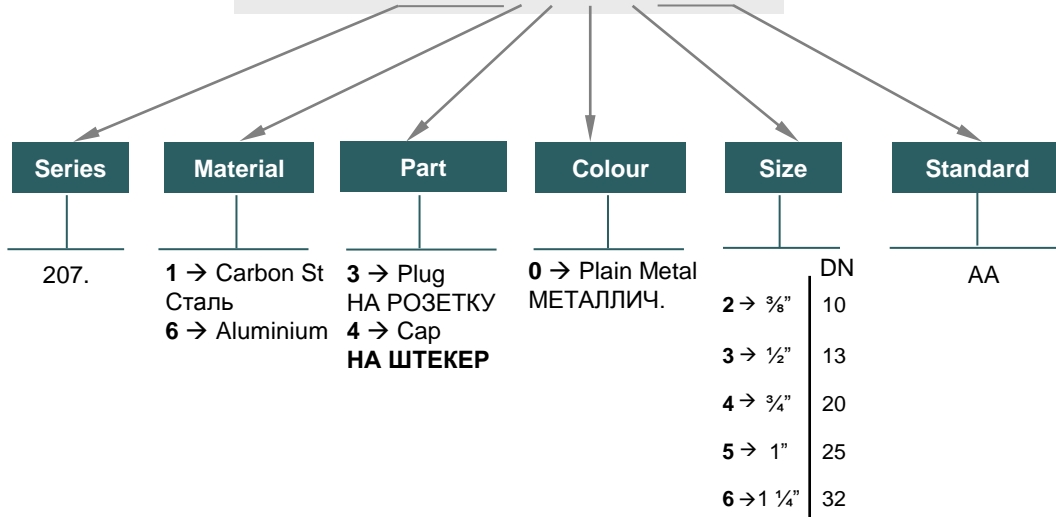 Series
Material
Part
Colour
Size
Standard
207.
1 → Carbon St
Сталь
6 → Aluminium
3 → Plug
НА РОЗЕТКУ
4 → Cap
НА ШТЕКЕР
0 → Plain Metal
МЕТАЛЛИЧ.
DN
2 → ⅜” 10
3 → ½” 13
4 → ¾” 20
5 → 1” 25
6 →1 ¼” 32
AA